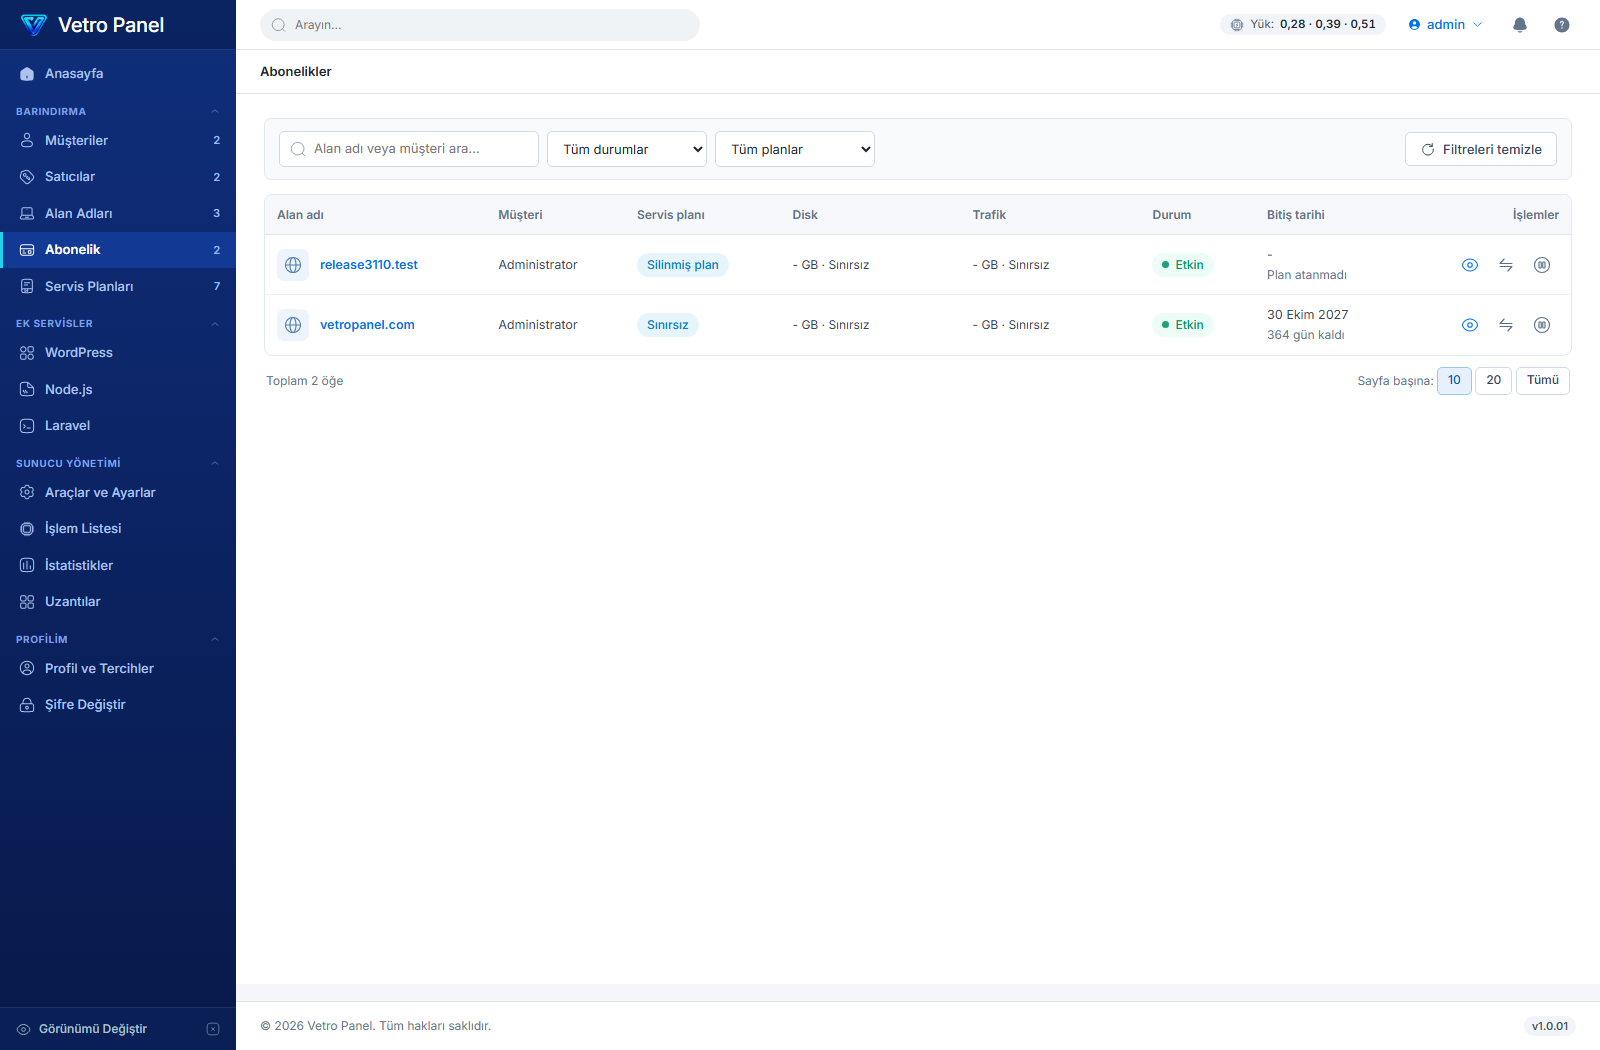 Vetro Panel
Arayın...
Yük: 0,28 · 0,39 · 0,51
admin
Anasayfa
BARINDIRMA
Müşteriler 2
Satıcılar 2
Alan Adları 3
Abonelik 2
Servis Planları 7
EK SERVİSLER
WordPress
Node.js
Laravel
SUNUCU YÖNETİMİ
Araçlar ve Ayarlar
İşlem Listesi
İstatistikler
Uzantılar
PROFİLİM
Profil ve Tercihler
Şifre Değiştir
Görünümü Değiştir
Abonelikler
Alan adı veya müşteri ara...
Tüm durumlar
Tüm planlar
Filtreleri temizle
Alan adı Müşteri Servis planı Disk Trafik Durum Bitiş tarihi İşlemler
release3110.test Administrator Silinmiş plan - GB · Sınırsız - GB · Sınırsız Etkin -
Plan atanmadı
vetropanel.com Administrator Sınırsız - GB · Sınırsız - GB · Sınırsız Etkin 30 Ekim 2027
364 gün kaldı
Toplam 2 öğe
Sayfa başına: 10 20 Tümü
© 2026 Vetro Panel. Tüm hakları saklıdır.
v1.0.01